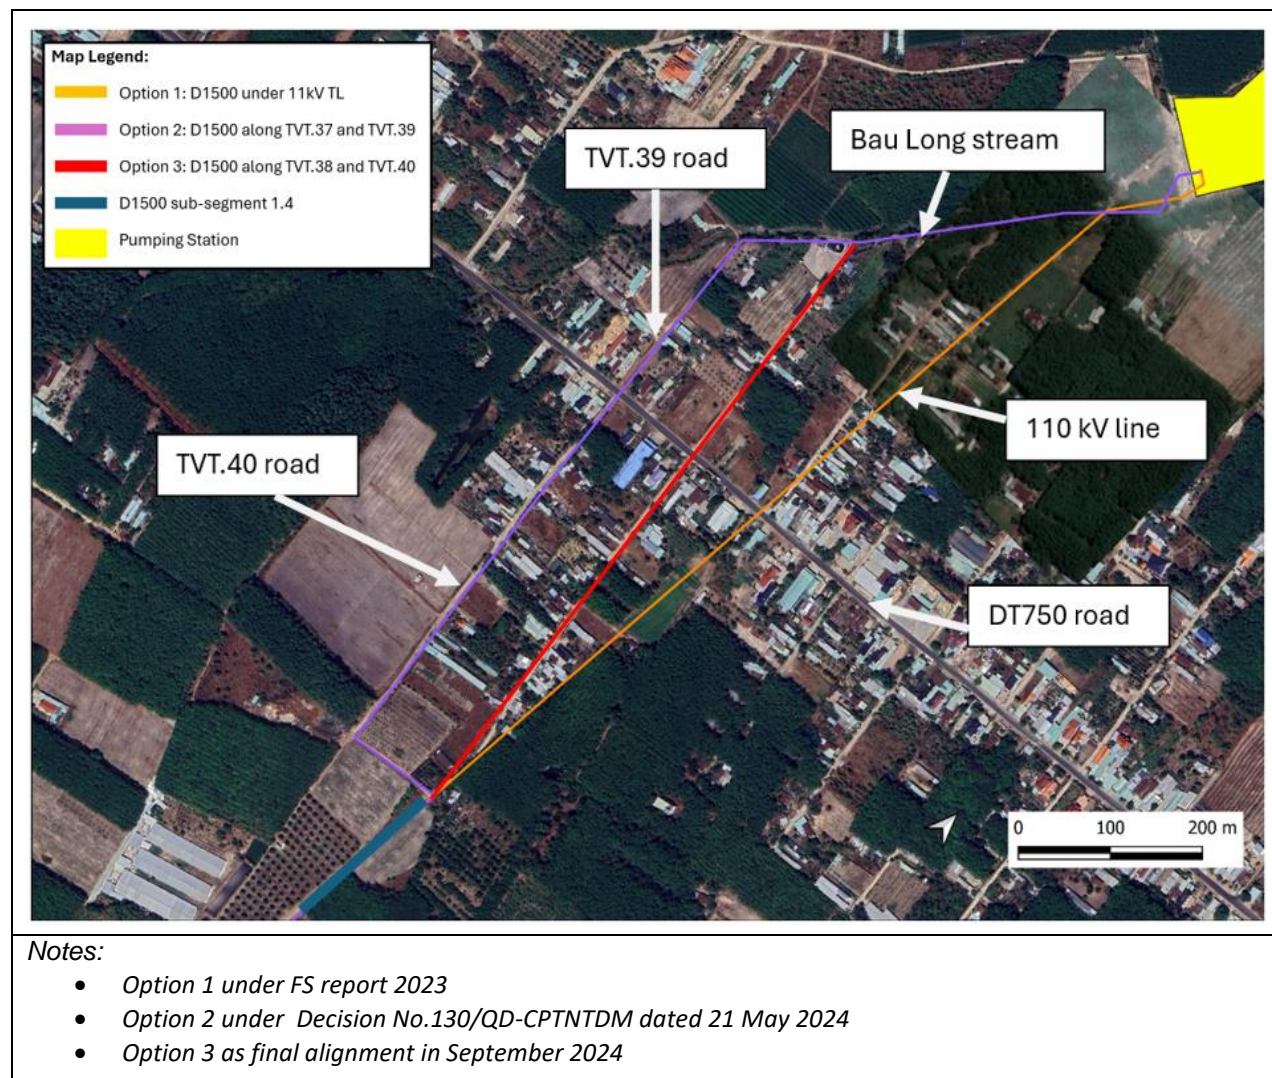 Map Legend:
Option 1: D1500 under 11kV TL
Option 2: D1500 along TVT.37 and TVT.39
Option 3: D1500 along TVT.38 and TVT.40
D1500 sub-segment 1.4
Pumping Station
TVT.39 road
Bau Long stream
110 kV line
TVT.40 road
DT750 road
0 100 200 m
Notes:
• Option 1 under FS report 2023
• Option 2 under Decision No.130/QD-CPTNTDM dated 21 May 2024
• Option 3 as final alignment in September 2024